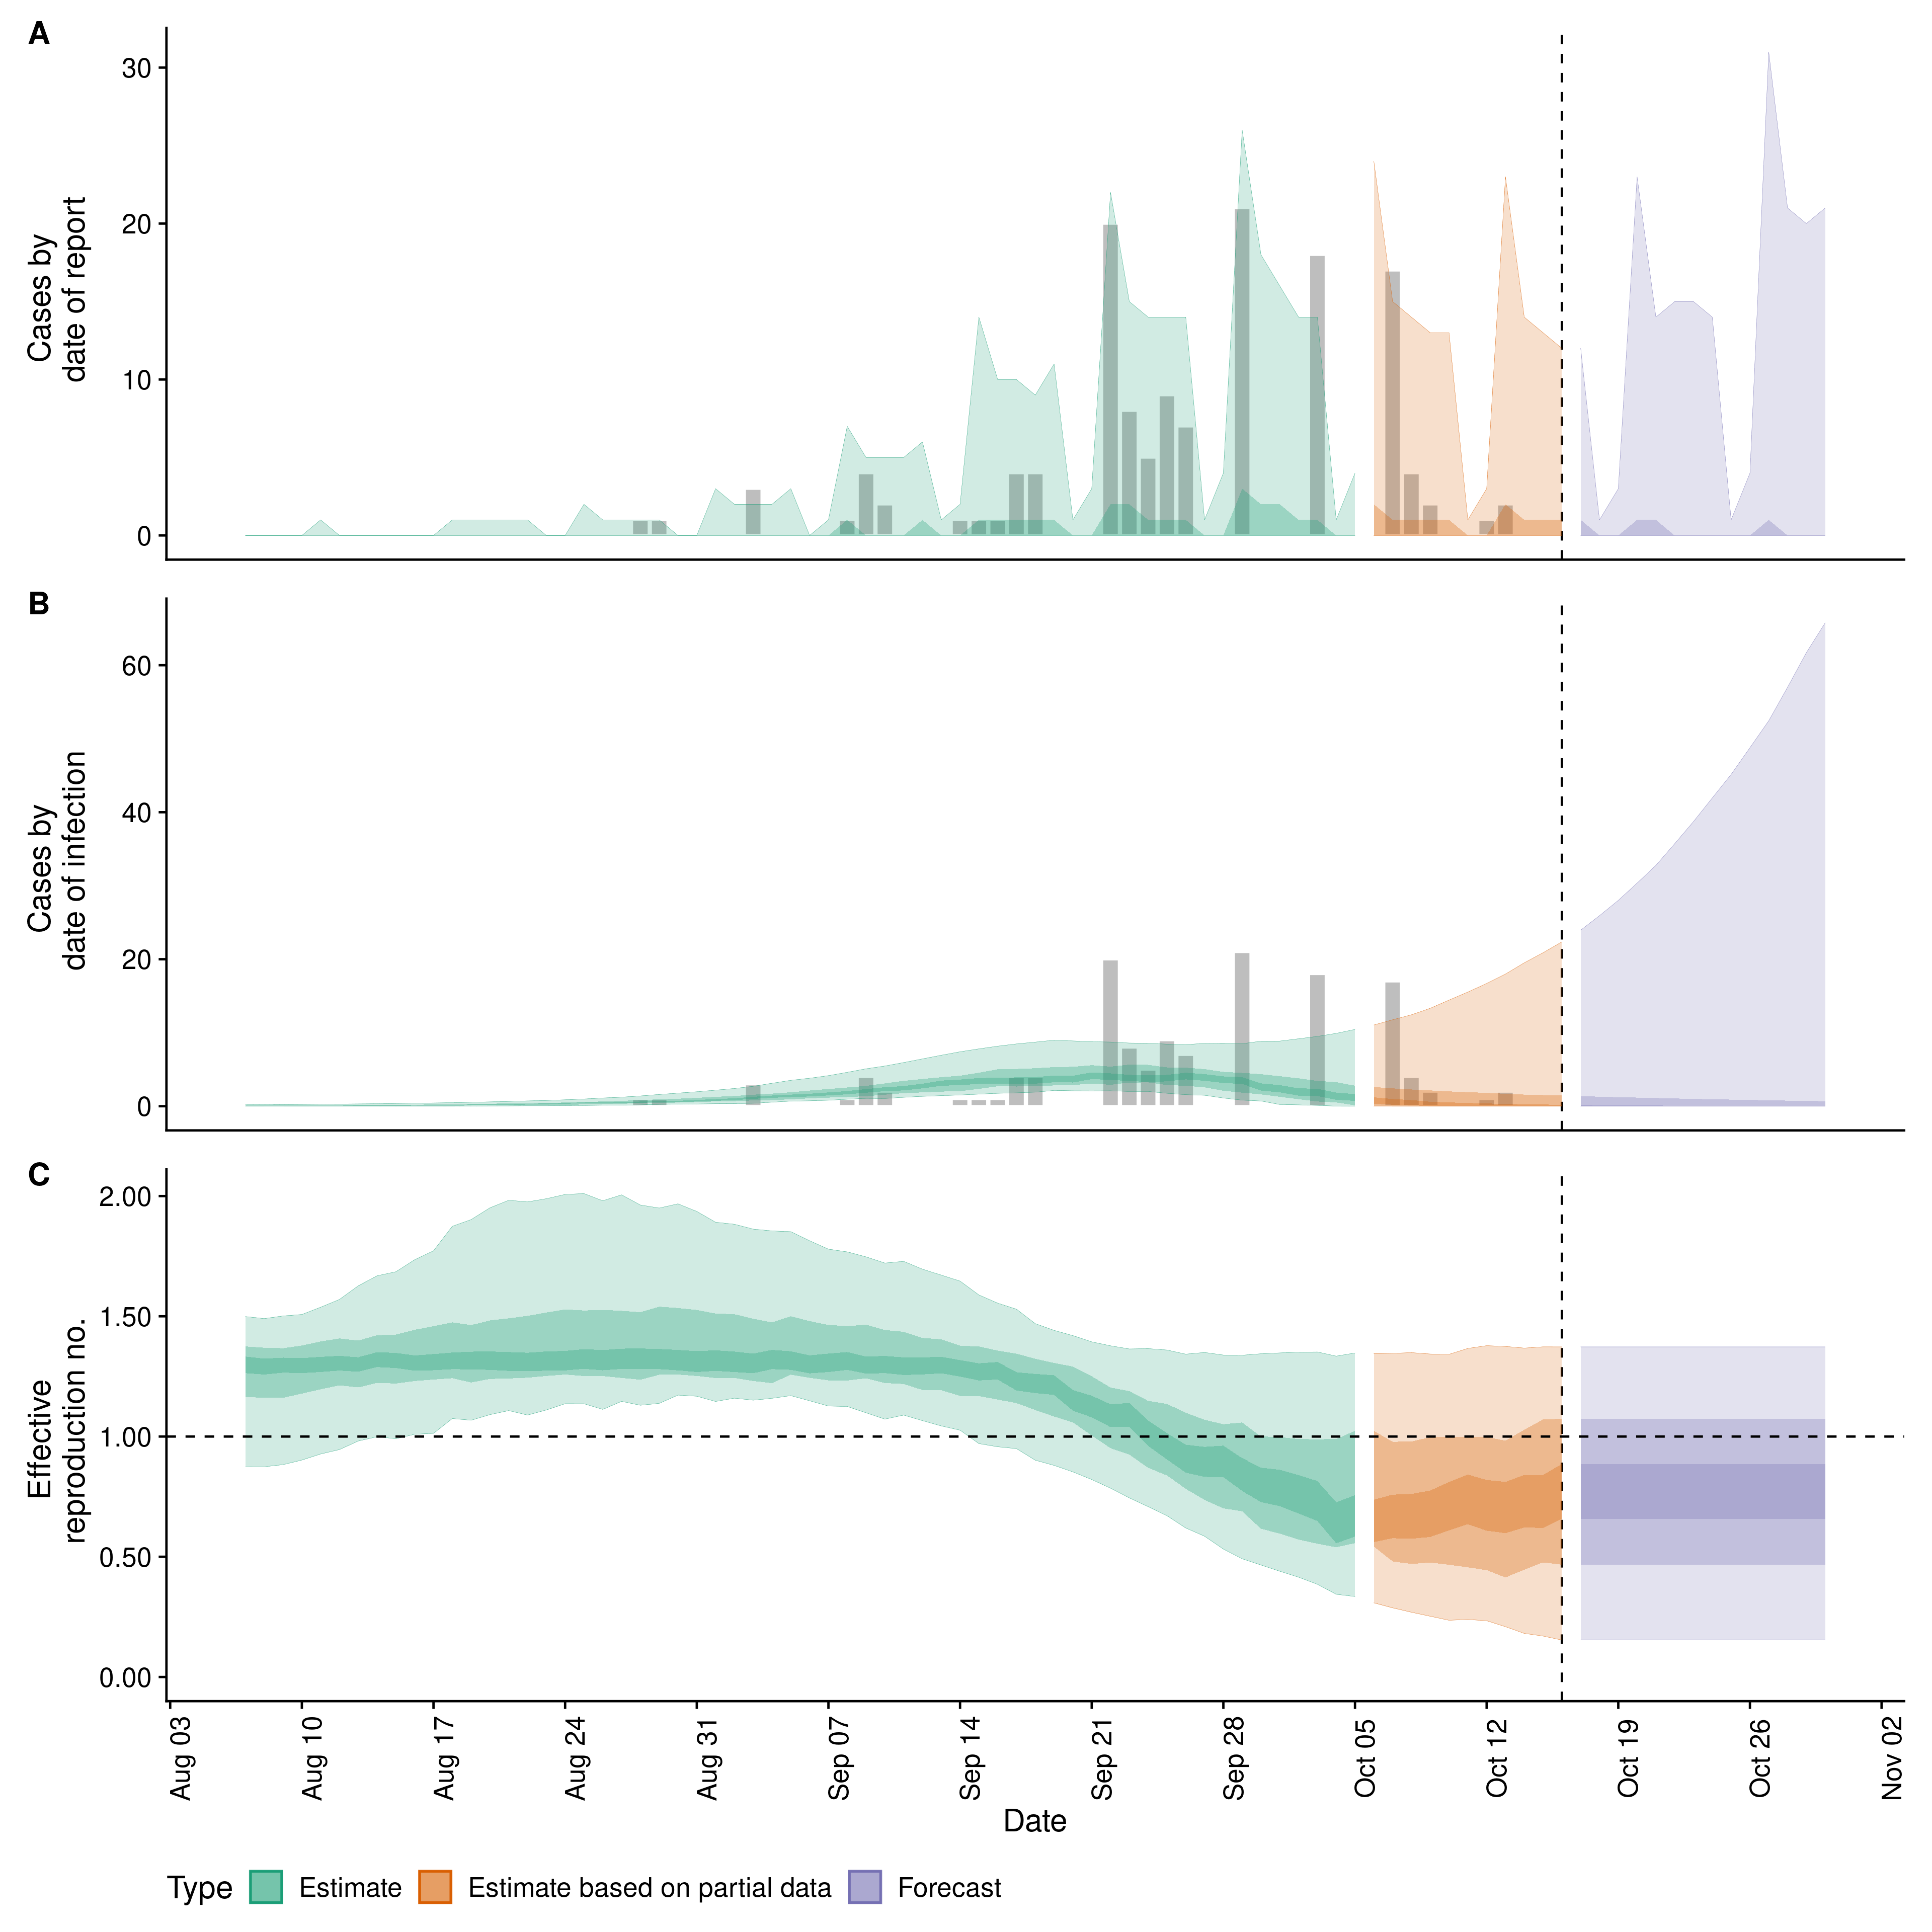 A
30
20
10
0
Cases by
date of report
B
60
40
20
0
Cases by
date of infection
C
2.00
1.50
1.00
0.50
0.00
Effective
reproduction no.
Aug 03
Aug 10
Aug 17
Aug 24
Aug 31
Sep 07
Sep 14
Sep 21
Sep 28
Oct 05
Oct 12
Oct 19
Oct 26
Nov 02
Date
Type Estimate Estimate based on partial data Forecast